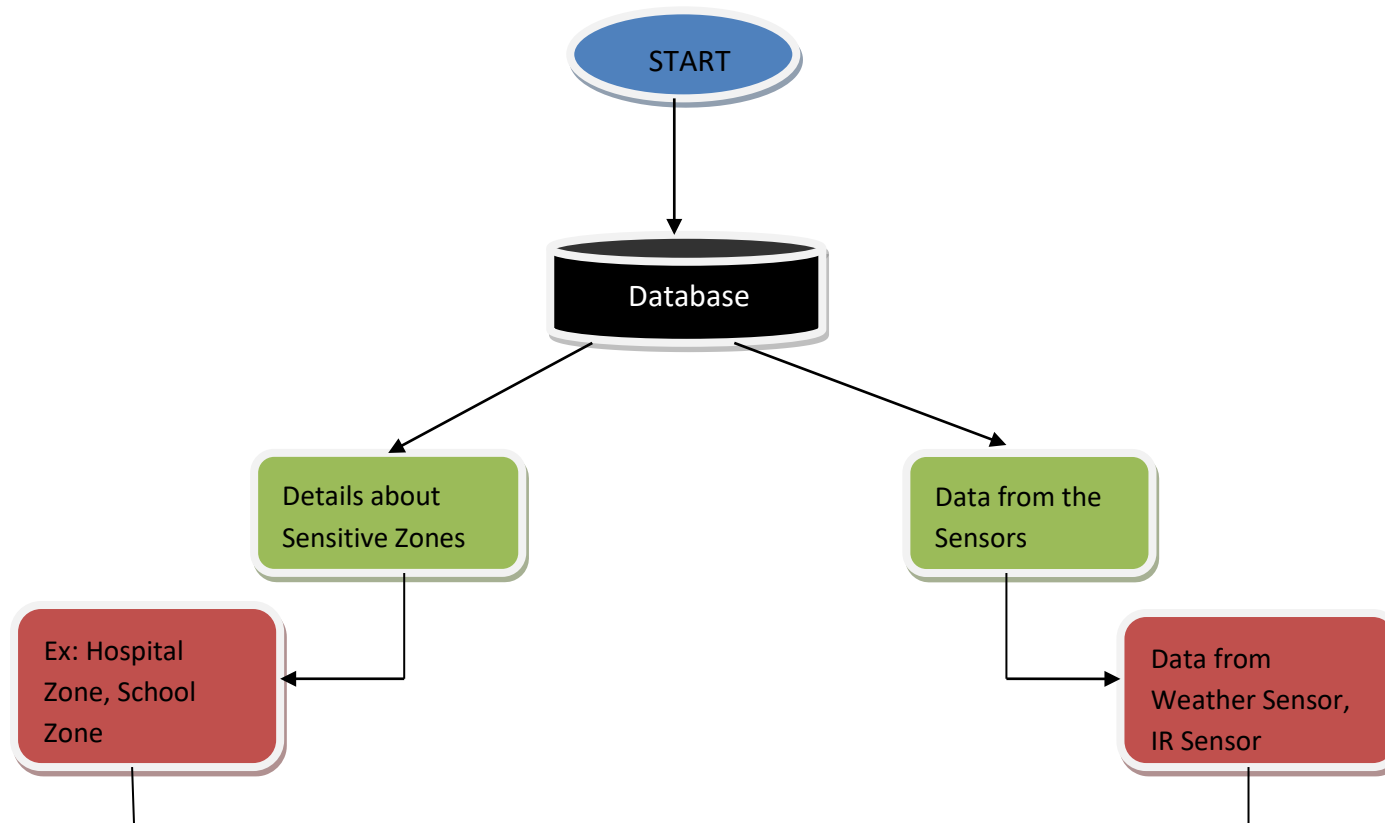 START
Database
Details about
Sensitive Zones
Data from the
Sensors
Ex: Hospital
Zone, School
Zone
Data from
Weather Sensor,
IR Sensor